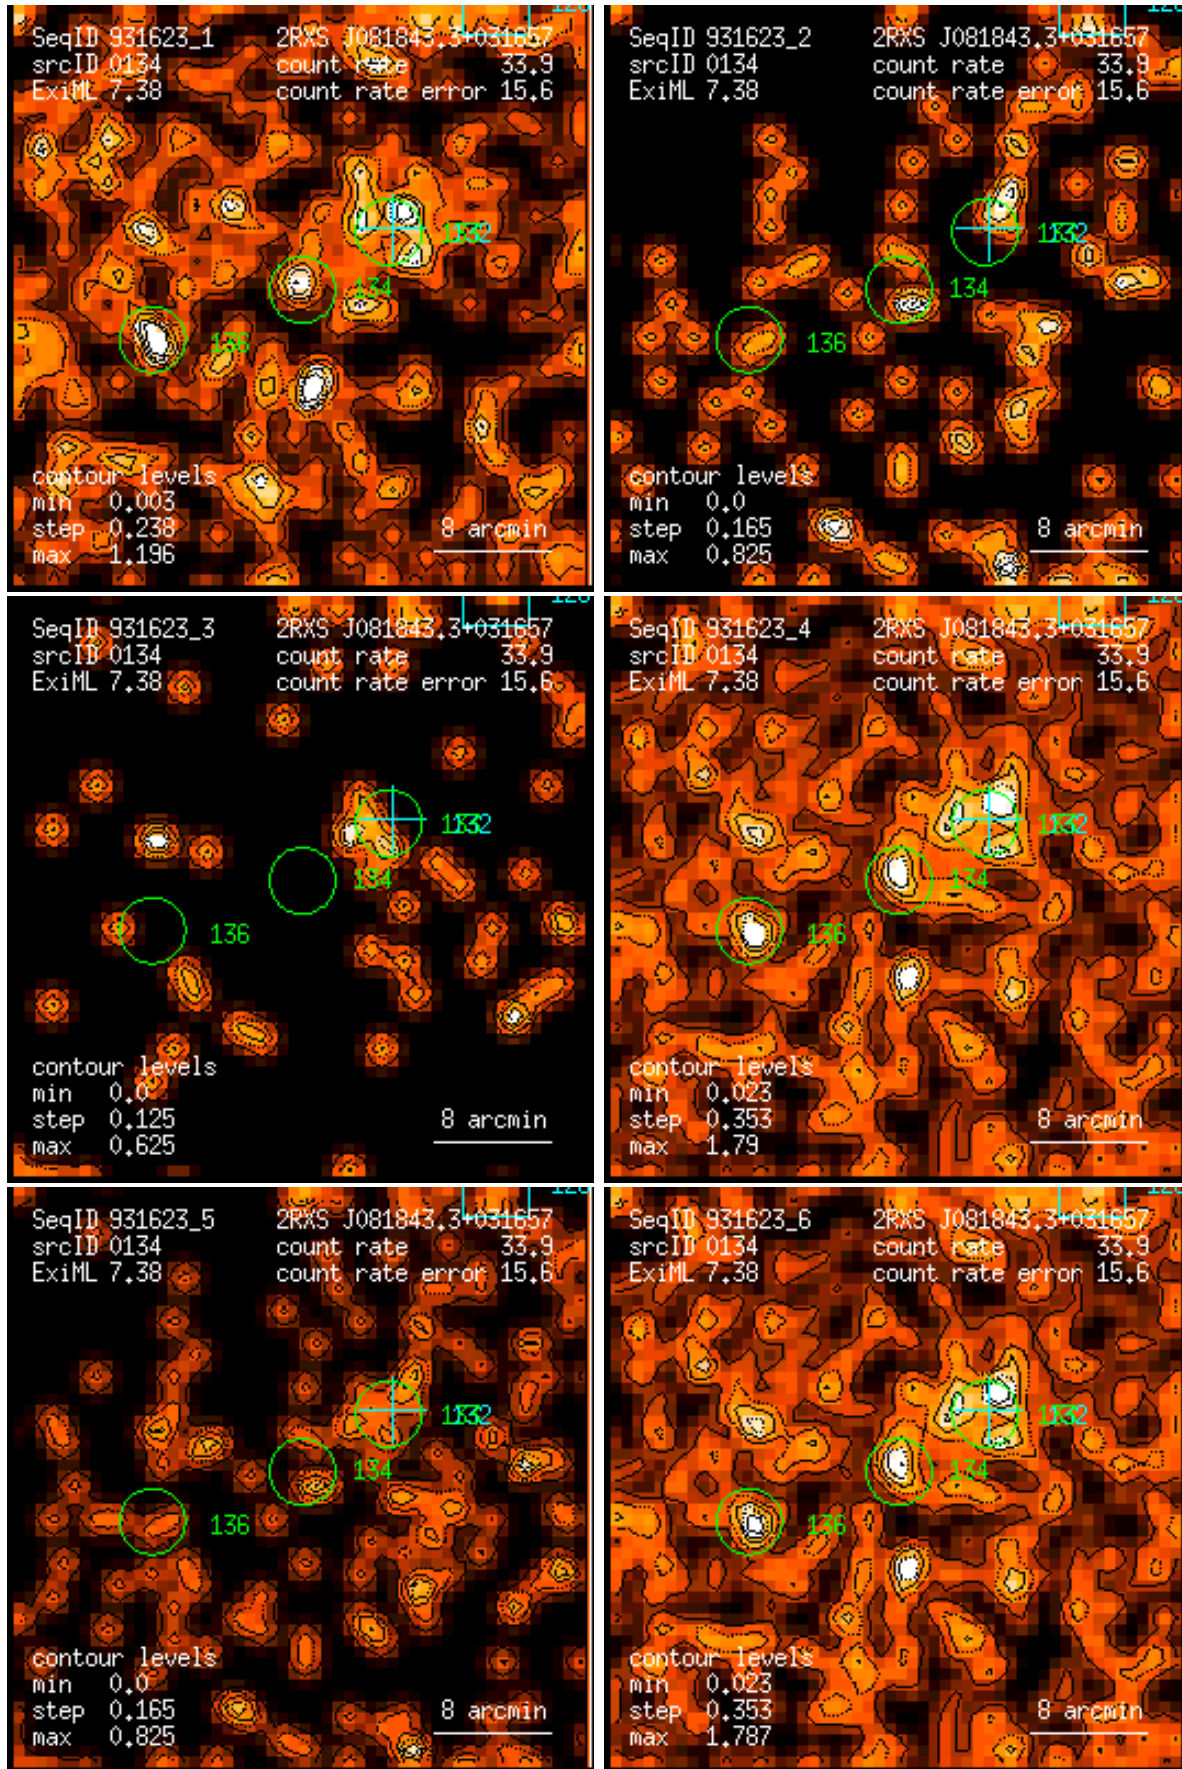 SeqID 931623_1 2RXS J081843.3+031657
srcID 0134 count rate 33.9
ExiML 7.38 count rate error 15.6
134
136
contour levels
min 0.003
step 0.238 8 arcmin
max 1.196
SeqID 931623_2 2RXS J081843.3+031657
srcID 0134 count rate 33.9
ExiML 7.38 count rate error 15.6
134
136
contour levels
min 0.0
step 0.165 8 arcmin
max 0.825
SeqID 931623_3 2RXS J081843.3+031657
srcID 0134 count rate 33.9
ExiML 7.38 count rate error 15.6
134
136
contour levels
min 0.0
step 0.125 8 arcmin
max 0.625
SeqID 931623_4 2RXS J081843.3+031657
srcID 0134 count rate 33.9
ExiML 7.38 count rate error 15.6
134
136
contour levels
min 0.023
step 0.353 8 arcmin
max 1.79
SeqID 931623_5 2RXS J081843.3+031657
srcID 0134 count rate 33.9
ExiML 7.38 count rate error 15.6
134
136
contour levels
min 0.0
step 0.165 8 arcmin
max 0.825
SeqID 931623_6 2RXS J081843.3+031657
srcID 0134 count rate 33.9
ExiML 7.38 count rate error 15.6
134
136
contour levels
min 0.023
step 0.353 8 arcmin
max 1.787